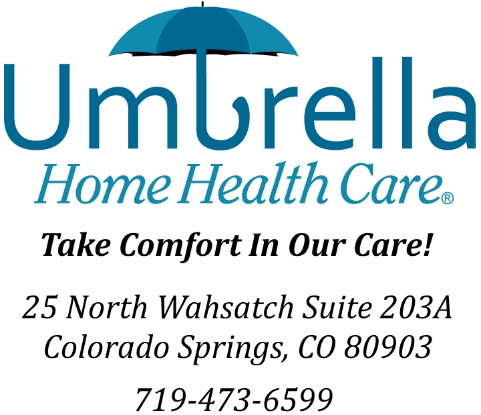 Umbrella
Home Health Care®
Take Comfort In Our Care!
25 North Wahsatch Suite 203A
Colorado Springs, CO 80903
719-473-6599